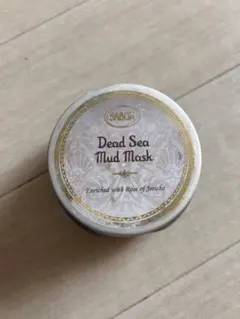 SABON
Dead Sea
Mud Mask
Enriched with Rose of Jericho